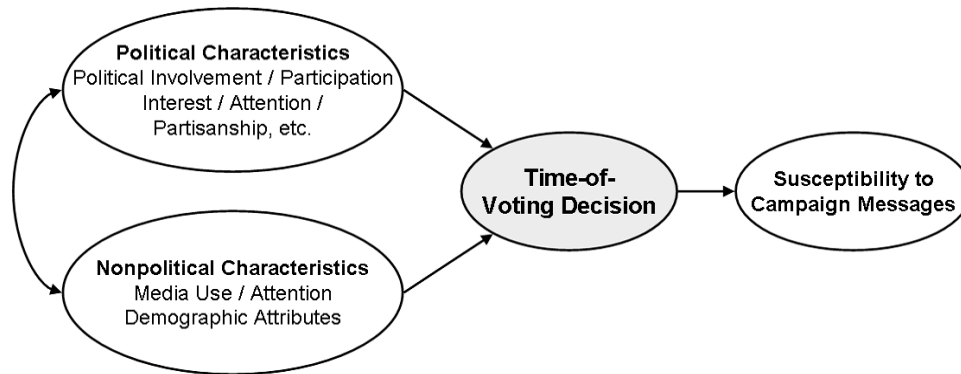 Political Characteristics
Political Involvement / Participation
Interest / Attention /
Partisanship, etc.
Time-of-
Voting Decision
Susceptibility to
Campaign Messages
Nonpolitical Characteristics
Media Use / Attention
Demographic Attributes